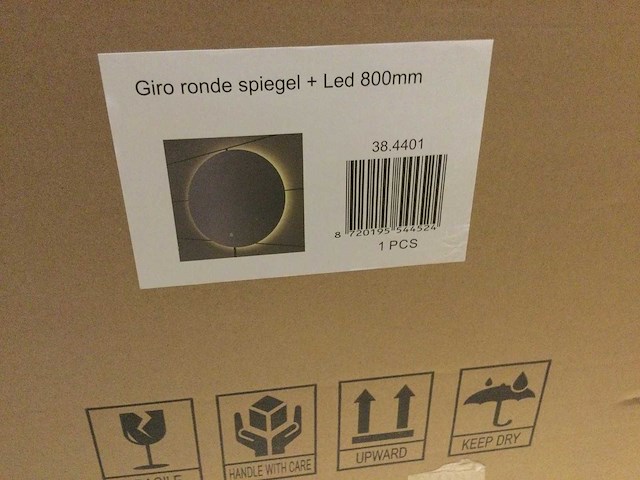 Giro ronde spiegel + Led 800mm
38.4401
8 720195 544524
1 PCS
HANDLE WITH CARE
UPWARD
KEEP DRY